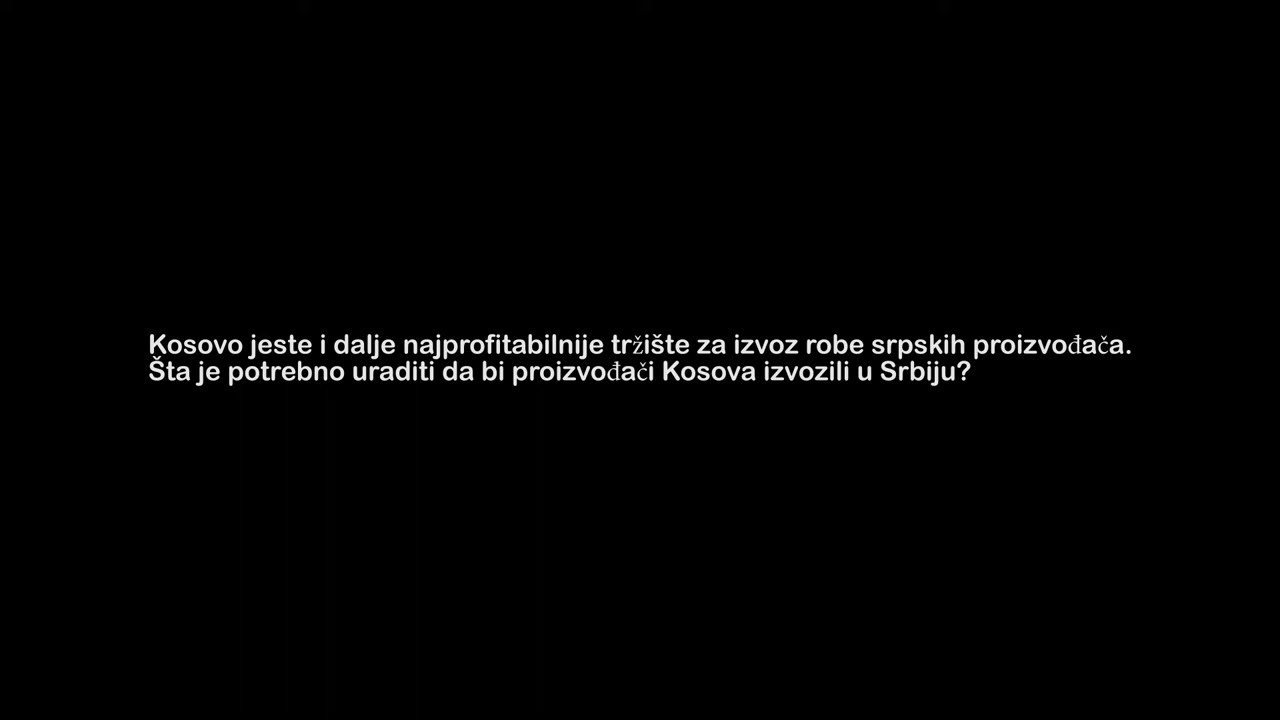 Kosovo jeste i dalje najprofitabilnije tržište za izvoz robe srpskih proizvođača.
Šta je potrebno uraditi da bi proizvođači Kosova izvozili u Srbiju?